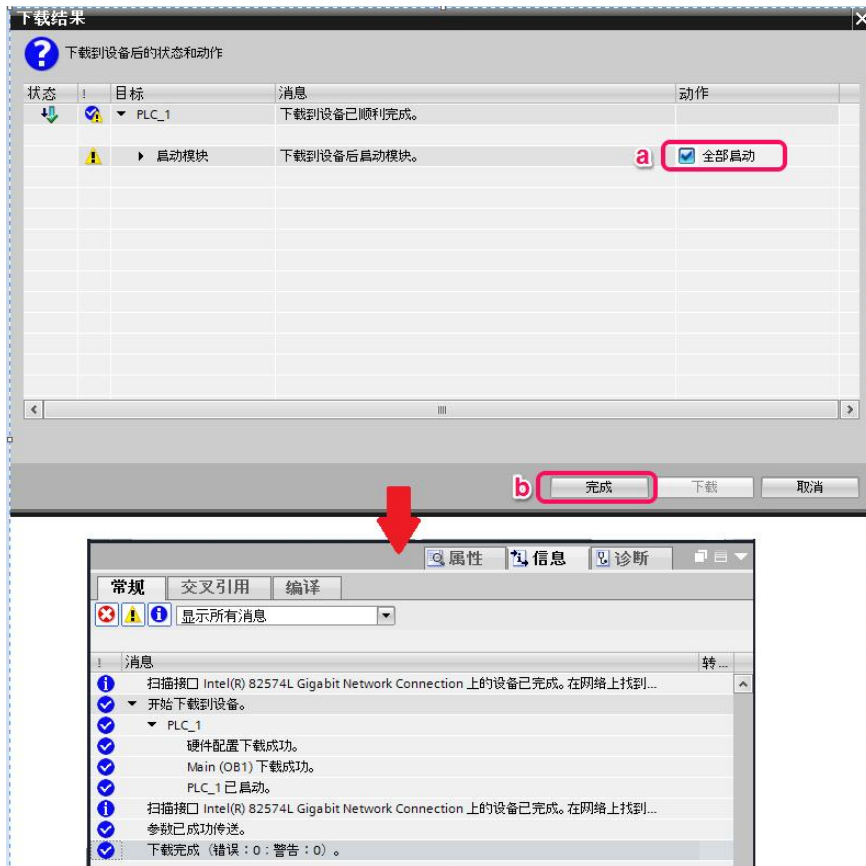 下载结果
下载到设备后的状态和动作
状态 ! 目标 消息 动作
PLC_1 下载到设备已顺利完成。
启动模块 下载到设备后启动模块。 a 全部启动
b 完成 下载 取消
属性 信息 诊断
常规 交叉引用 编译
显示所有消息
! 消息 转...
扫描接口 Intel(R) 82574L Gigabit Network Connection 上的设备已完成。在网络上找到...
开始下载到设备。
PLC_1
硬件配置下载成功。
Main (OB1) 下载成功。
PLC_1 已启动。
扫描接口 Intel(R) 82574L Gigabit Network Connection 上的设备已完成。在网络上找到...
参数已成功传送。
下载完成（错误：0；警告：0）。